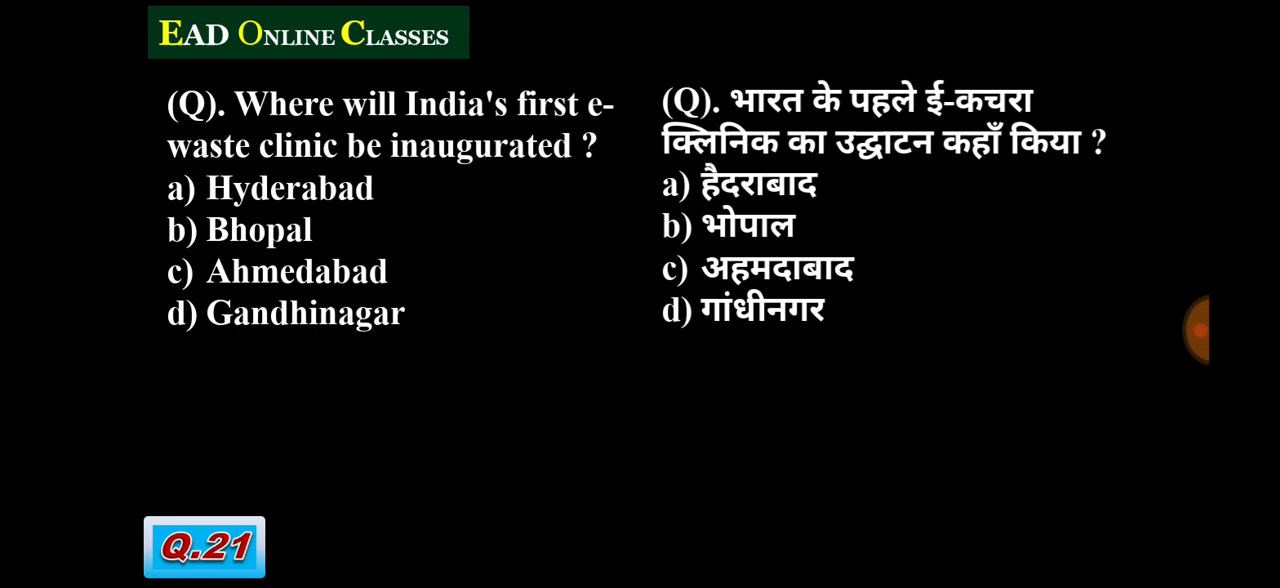 EAD ONLINE CLASSES
(Q). Where will India's first e-
waste clinic be inaugurated ?
a) Hyderabad
b) Bhopal
c) Ahmedabad
d) Gandhinagar
(Q). भारत के पहले ई-कचरा
क्लिनिक का उद्घाटन कहाँ किया ?
a) हैदराबाद
b) भोपाल
c) अहमदाबाद
d) गांधीनगर
Q.21